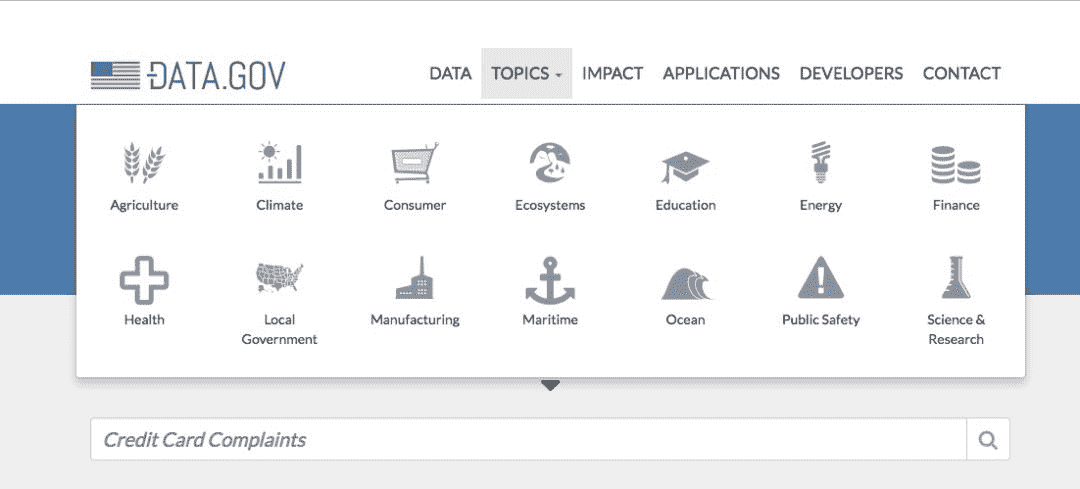 DATA.GOV
DATA TOPICS IMPACT APPLICATIONS DEVELOPERS CONTACT
Agriculture Climate Consumer Ecosystems Education Energy Finance
Health Local Government Manufacturing Maritime Ocean Public Safety Science & Research
Credit Card Complaints